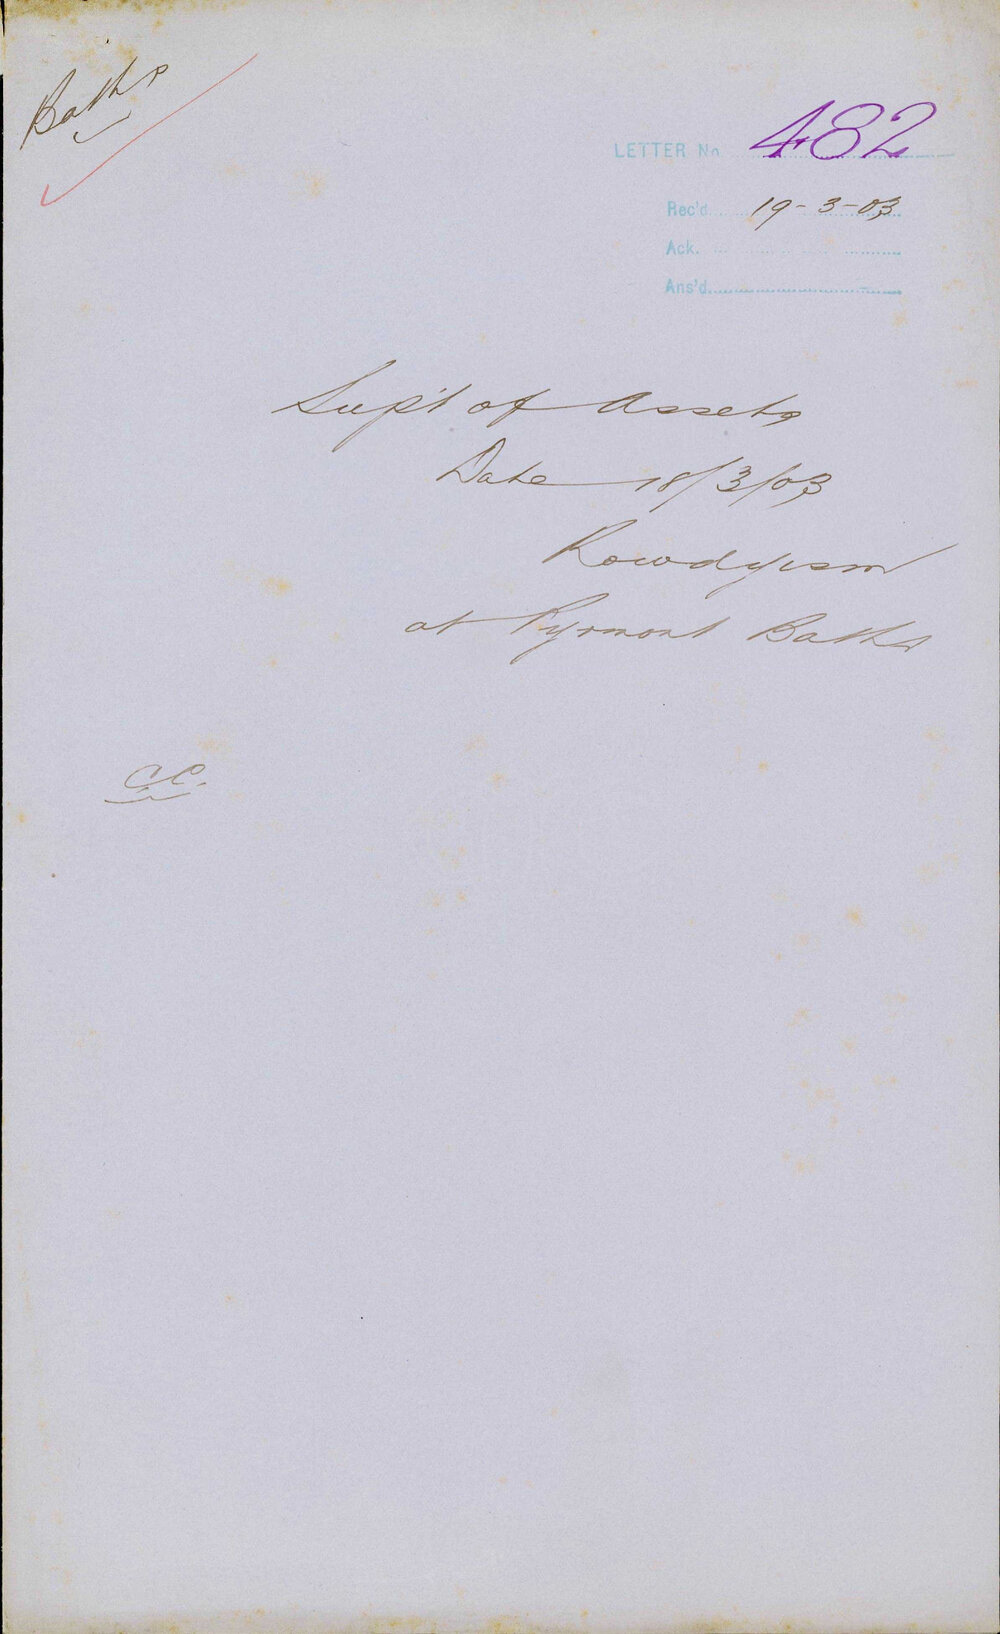 Baths
LETTER No 482
Rec'd 19-3-03
Ack.
Ans'd
Sup't of Assets
Date 18/3/03
Rowdyism
at Pyrmont Baths
C.C.